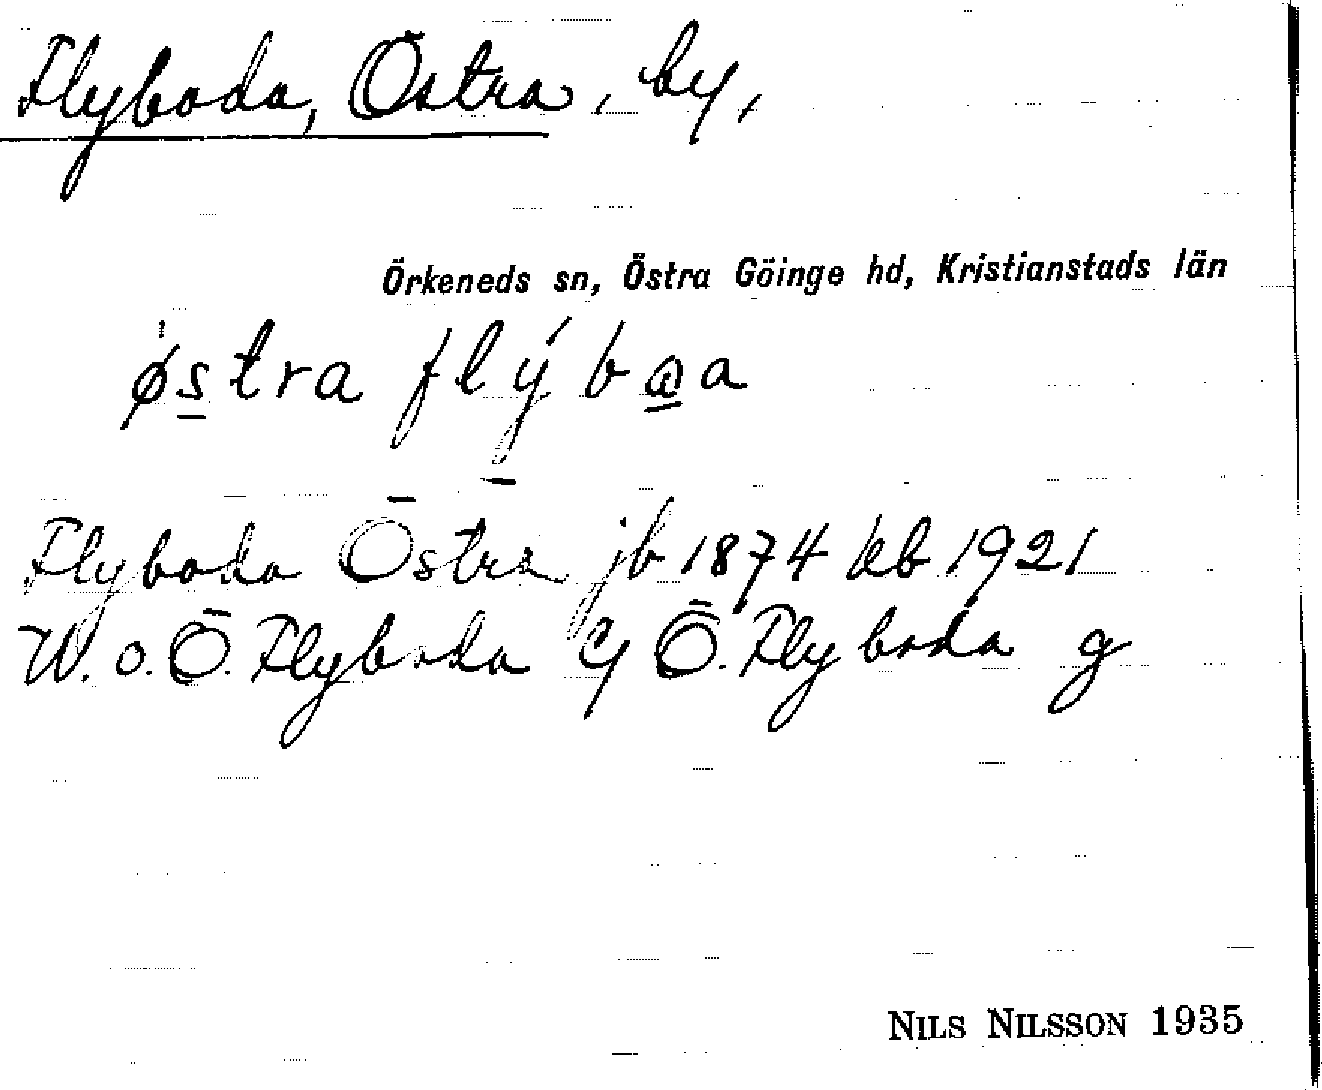 Flyboda, Östra, by,
Örkeneds sn, Östra Göinge hd, Kristianstads län
østra flýbɑa
Flyboda Östra jb 1874 kb 1921
W. o. Ö. Flyboda Ö. Flyboda g
NILS NILSSON 1935